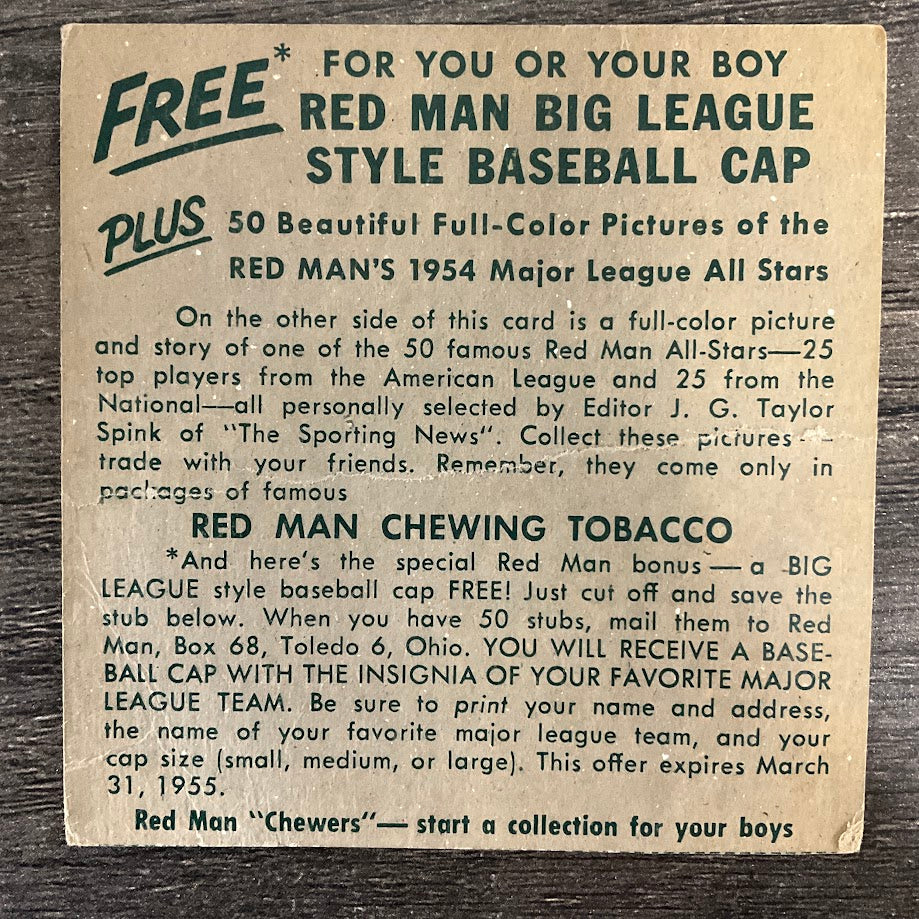 FREE* FOR YOU OR YOUR BOY
RED MAN BIG LEAGUE
STYLE BASEBALL CAP
PLUS 50 Beautiful Full-Color Pictures of the
RED MAN'S 1954 Major League All Stars
On the other side of this card is a full-color picture
and story of one of the 50 famous Red Man All-Stars—25
top players from the American League and 25 from the
National—all personally selected by Editor J. G. Taylor
Spink of "The Sporting News". Collect these pictures—
trade with your friends. Remember, they come only in
packages of famous
RED MAN CHEWING TOBACCO
*And here's the special Red Man bonus—a BIG
LEAGUE style baseball cap FREE! Just cut off and save the
stub below. When you have 50 stubs, mail them to Red
Man, Box 68, Toledo 6, Ohio. YOU WILL RECEIVE A BASE-
BALL CAP WITH THE INSIGNIA OF YOUR FAVORITE MAJOR
LEAGUE TEAM. Be sure to print your name and address,
the name of your favorite major league team, and your
cap size (small, medium, or large). This offer expires March
31, 1955.
Red Man "Chewers"—start a collection for your boys